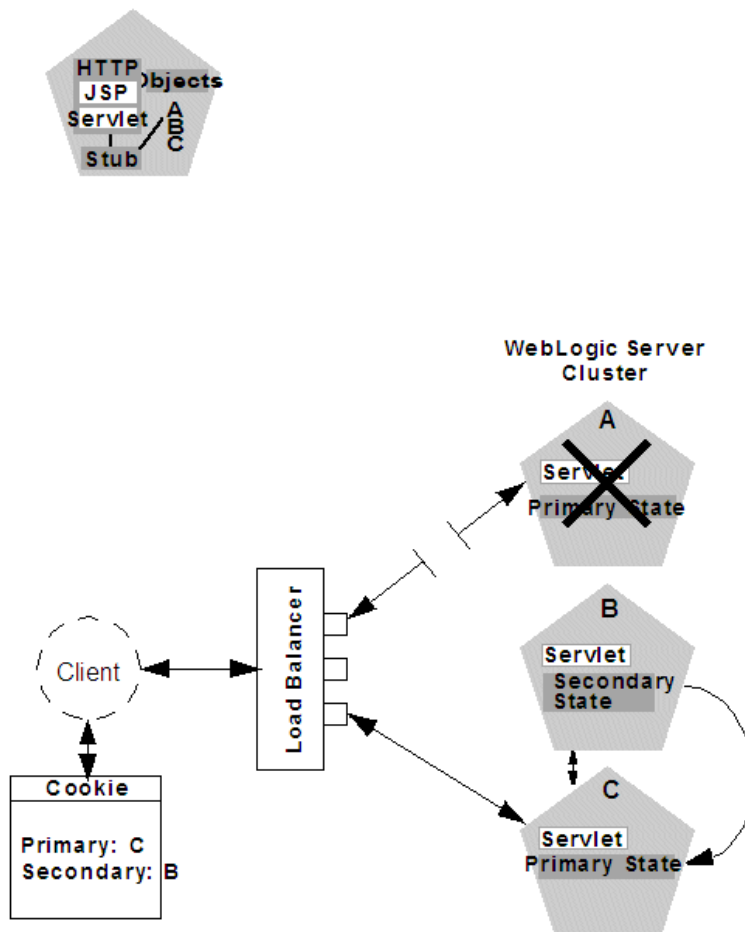 HTTP
Objects
JSP
Servlet
A
B
C
Stub
WebLogic Server
Cluster
A
Servlet
Primary State
B
Servlet
Secondary
State
C
Servlet
Primary State
Load Balancer
Client
Cookie
Primary: C
Secondary: B